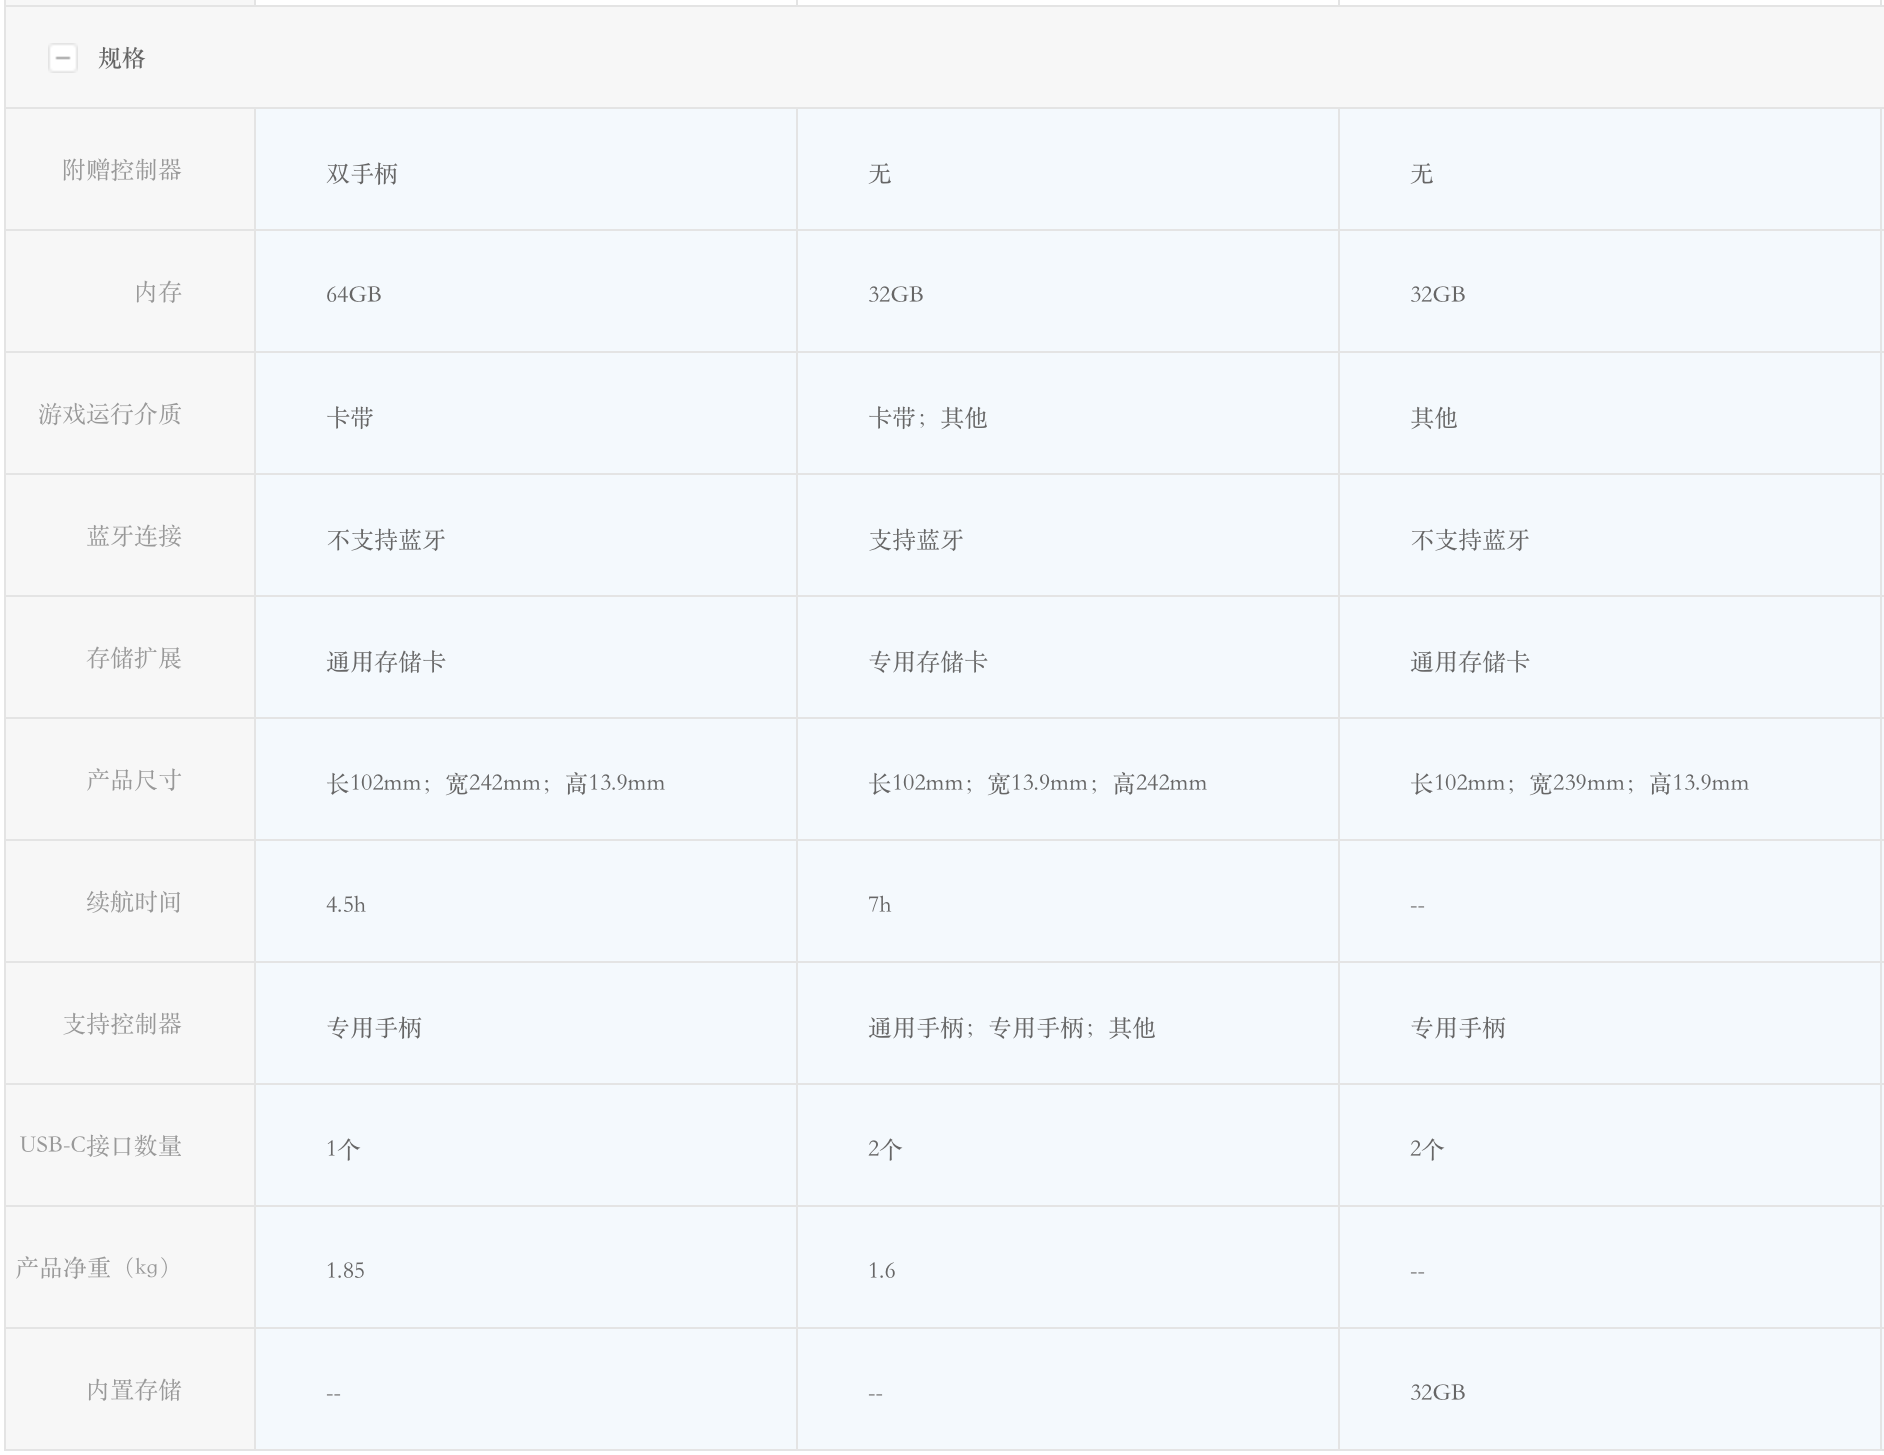 规格
附赠控制器 双手柄 无 无
内存 64GB 32GB 32GB
游戏运行介质 卡带 卡带；其他 其他
蓝牙连接 不支持蓝牙 支持蓝牙 不支持蓝牙
存储扩展 通用存储卡 专用存储卡 通用存储卡
产品尺寸 长102mm；宽242mm；高13.9mm 长102mm；宽13.9mm；高242mm 长102mm；宽239mm；高13.9mm
续航时间 4.5h 7h --
支持控制器 专用手柄 通用手柄；专用手柄；其他 专用手柄
USB-C接口数量 1个 2个 2个
产品净重（kg） 1.85 1.6 --
内置存储 -- -- 32GB